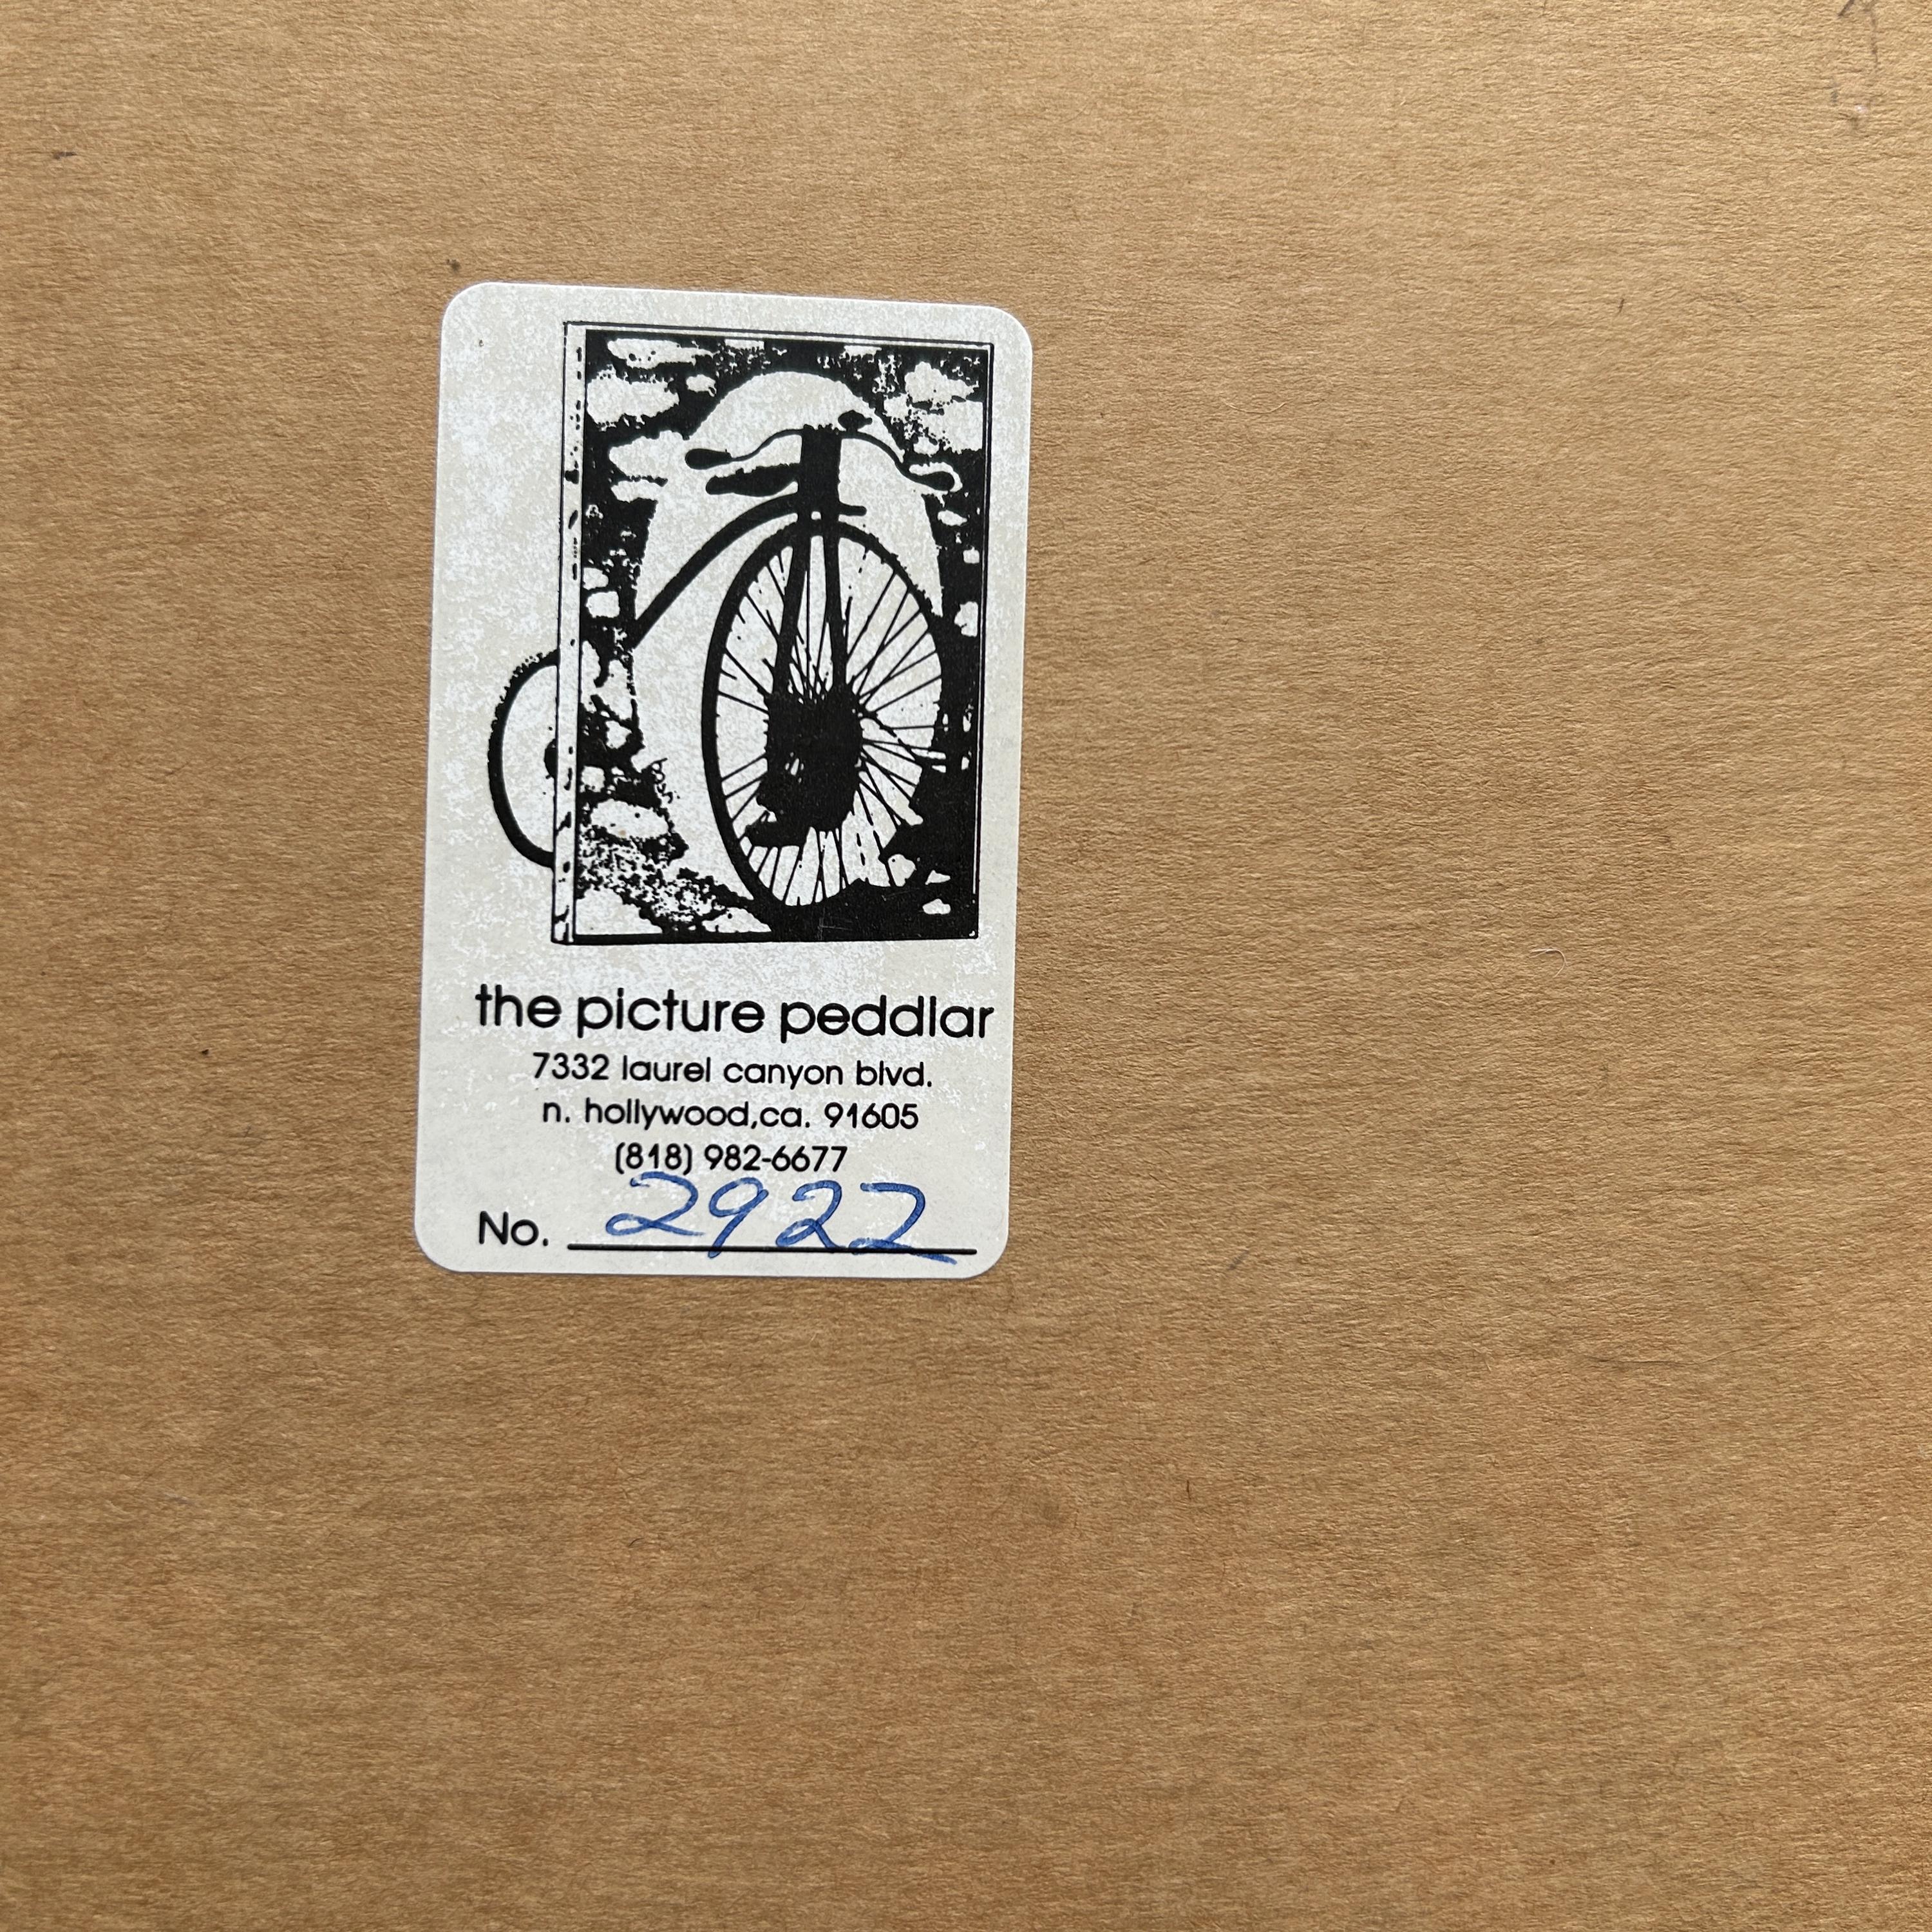 the picture peddlar
7332 laurel canyon blvd.
n. hollywood,ca. 91605
(818) 982-6677
No. 2922